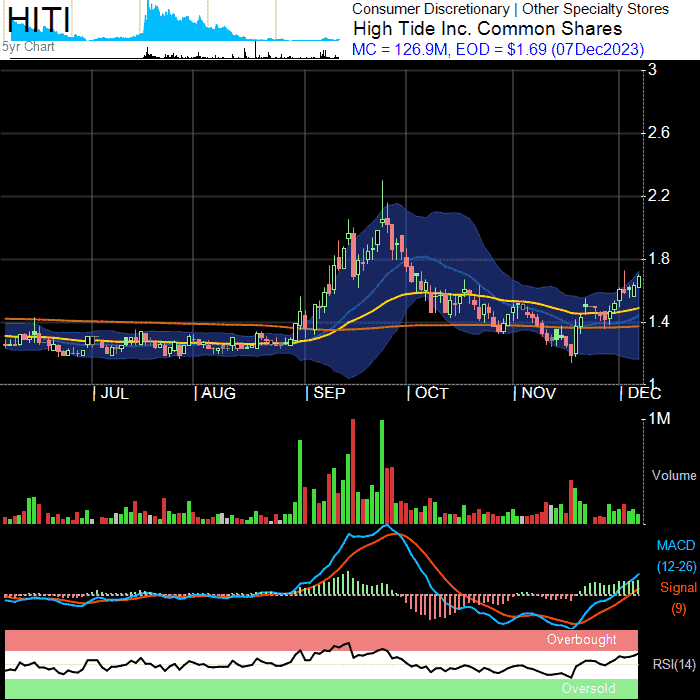 HITI
5yr Chart
Consumer Discretionary | Other Specialty Stores
High Tide Inc. Common Shares
MC = 126.9M, EOD = $1.69 (07Dec2023)
3
2.6
2.2
1.8
1.4
1
JUL AUG SEP OCT NOV DEC
1M
Volume
MACD
(12-26)
Signal
(9)
Overbought
RSI(14)
Oversold